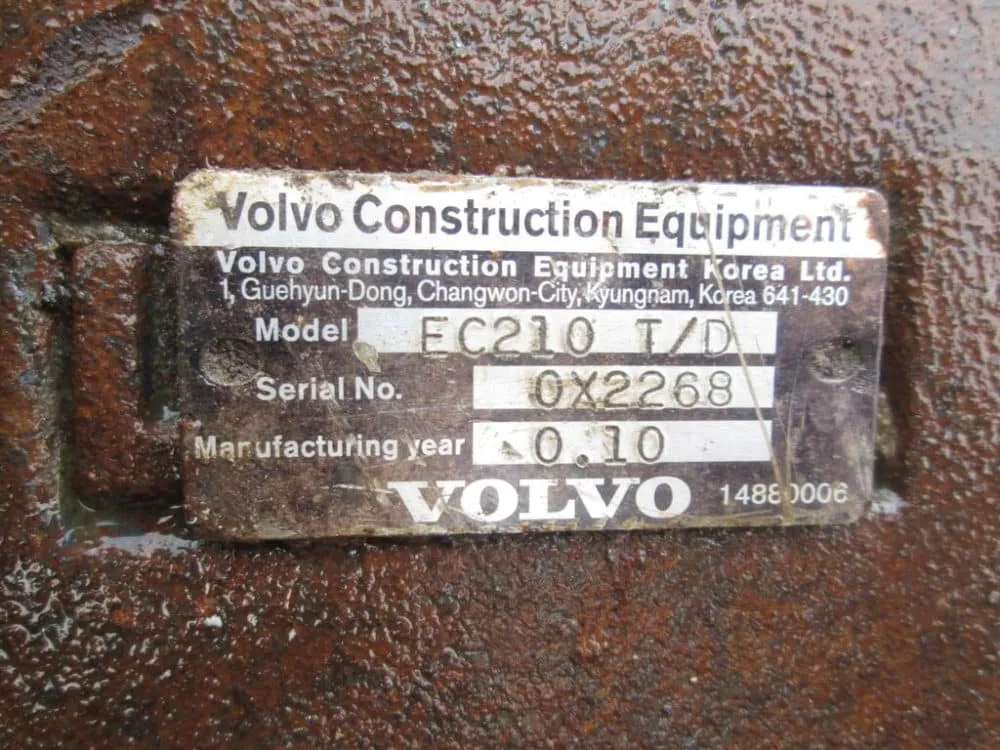 Volvo Construction Equipment
Volvo Construction Equipment Korea Ltd.
1, Guehyun-Dong, Changwon-City, Kyungnam, Korea 641-430
Model EC210 T/D
Serial No. 0X2268
Manufacturing year 0.10
VOLVO 14880006